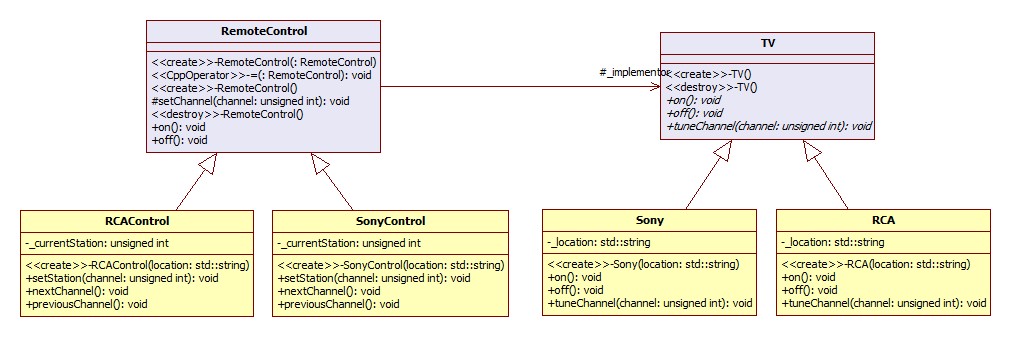 RemoteControl
<<create>>-RemoteControl(: RemoteControl)
<<CppOperator>>-=(: RemoteControl): void
<<create>>-RemoteControl()
#setChannel(channel: unsigned int): void
<<destroy>>-RemoteControl()
+on(): void
+off(): void
#_implementor
TV
<<create>>-TV()
<<destroy>>-TV()
+on(): void
+off(): void
+tuneChannel(channel: unsigned int): void
RCAControl
-_currentStation: unsigned int
<<create>>-RCAControl(location: std::string)
+setStation(channel: unsigned int): void
+nextChannel(): void
+previousChannel(): void
SonyControl
-_currentStation: unsigned int
<<create>>-SonyControl(location: std::string)
+setStation(channel: unsigned int): void
+nextChannel(): void
+previousChannel(): void
Sony
-_location: std::string
<<create>>-Sony(location: std::string)
+on(): void
+off(): void
+tuneChannel(channel: unsigned int): void
RCA
-_location: std::string
<<create>>-RCA(location: std::string)
+on(): void
+off(): void
+tuneChannel(channel: unsigned int): void